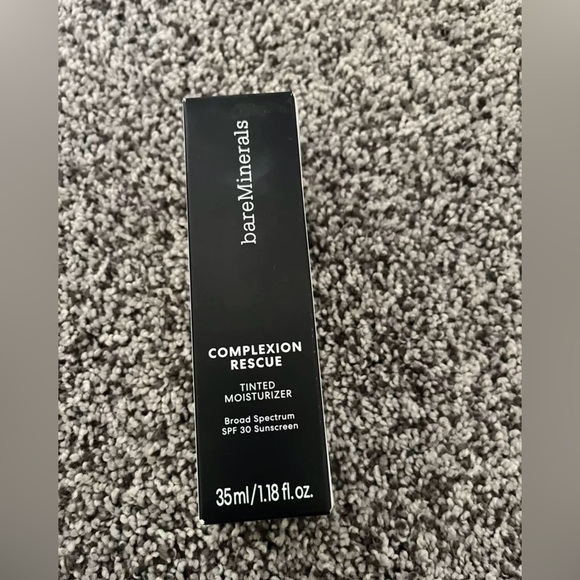 bareMinerals
COMPLEXION
RESCUE
TINTED
MOISTURIZER
Broad Spectrum
SPF 30 Sunscreen
35ml/1.18 fl.oz.